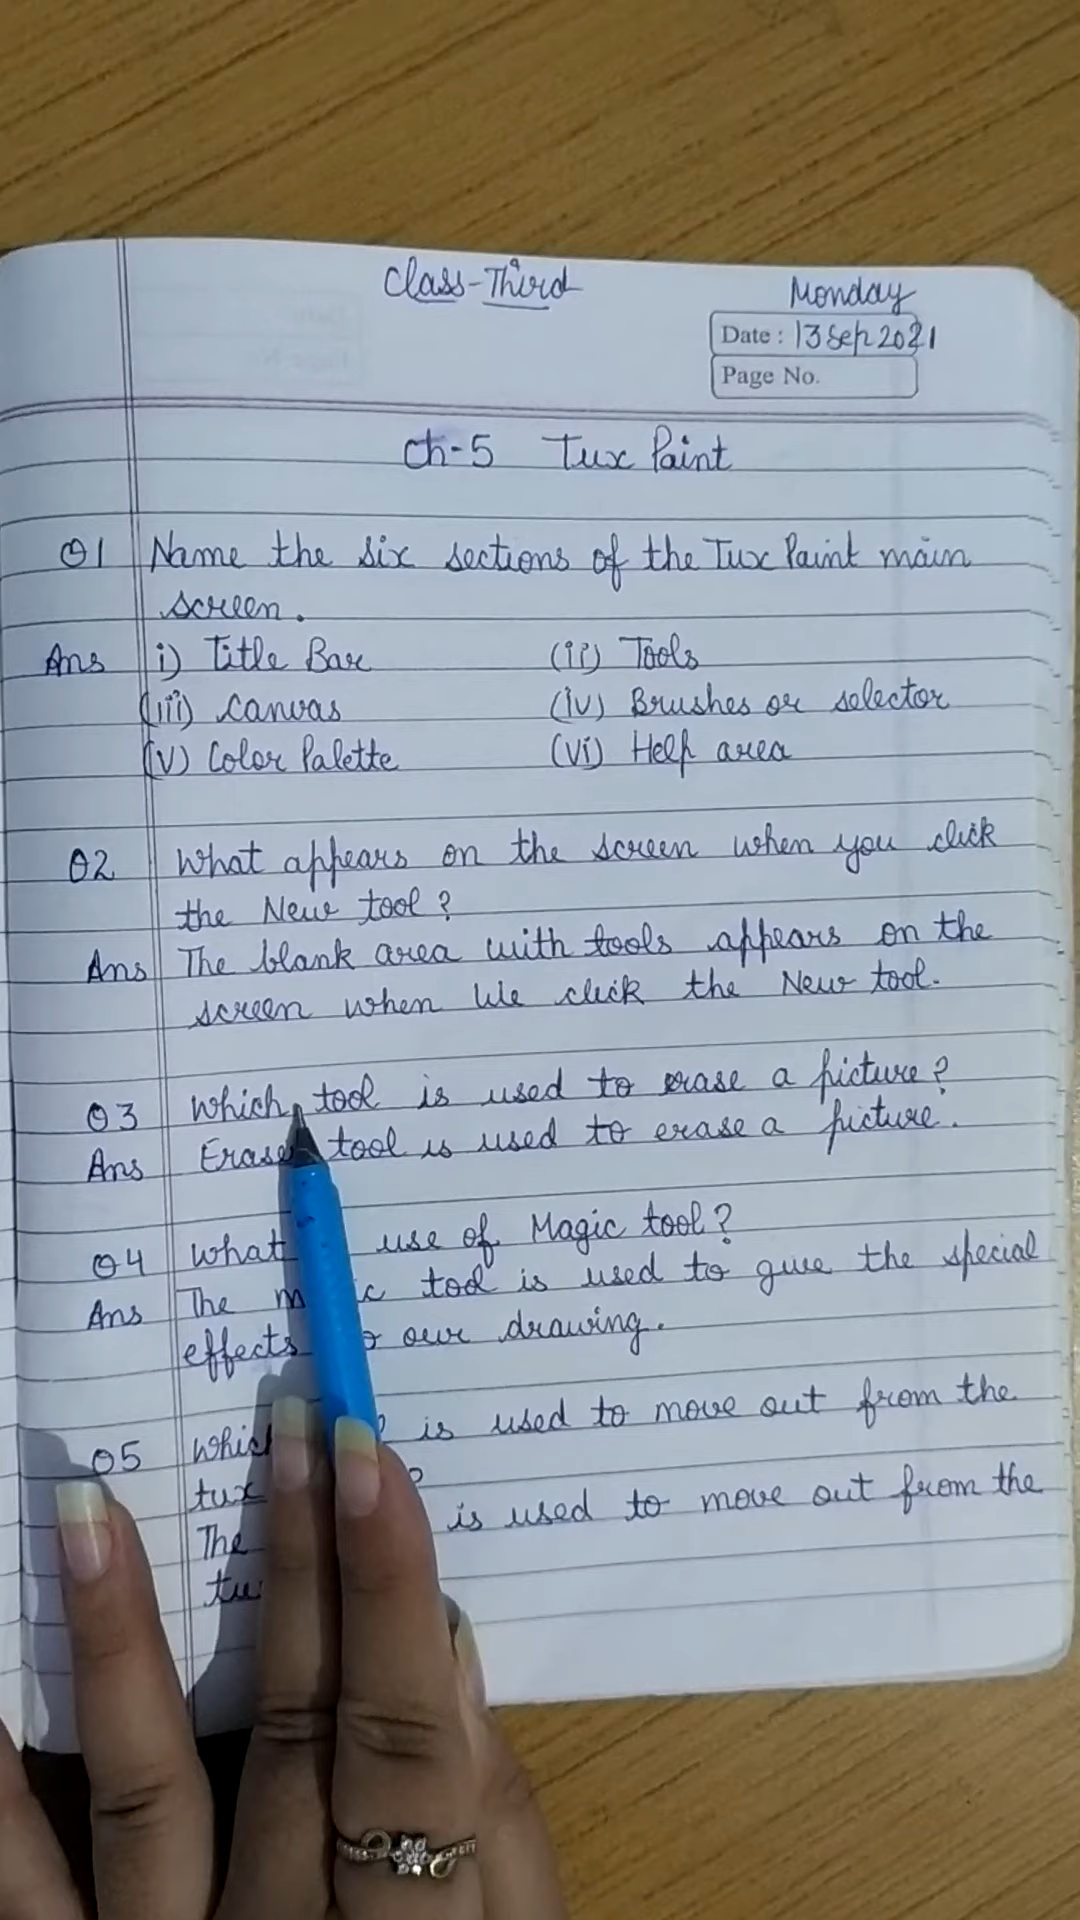 Class-Third
Monday
Date : 13 Sep 2021
Page No.
Ch-5 Tux Paint
Q1 Name the six sections of the Tux Paint main
screen.
Ans i) Title Bar (ii) Tools
(iii) Canvas (iv) Brushes or selector
(v) Color Palette (vi) Help area
Q2 What appears on the screen when you click
the New tool?
Ans The blank area with tools appears on the
screen when We click the New tool.
Q3 Which tool is used to erase a picture?
Ans Eraser tool is used to erase a picture.
Q4 What use of Magic tool?
Ans The tool is used to give the special
effects our drawing.
Q5 is used to move out from the
tux ?
The is used to move out from the